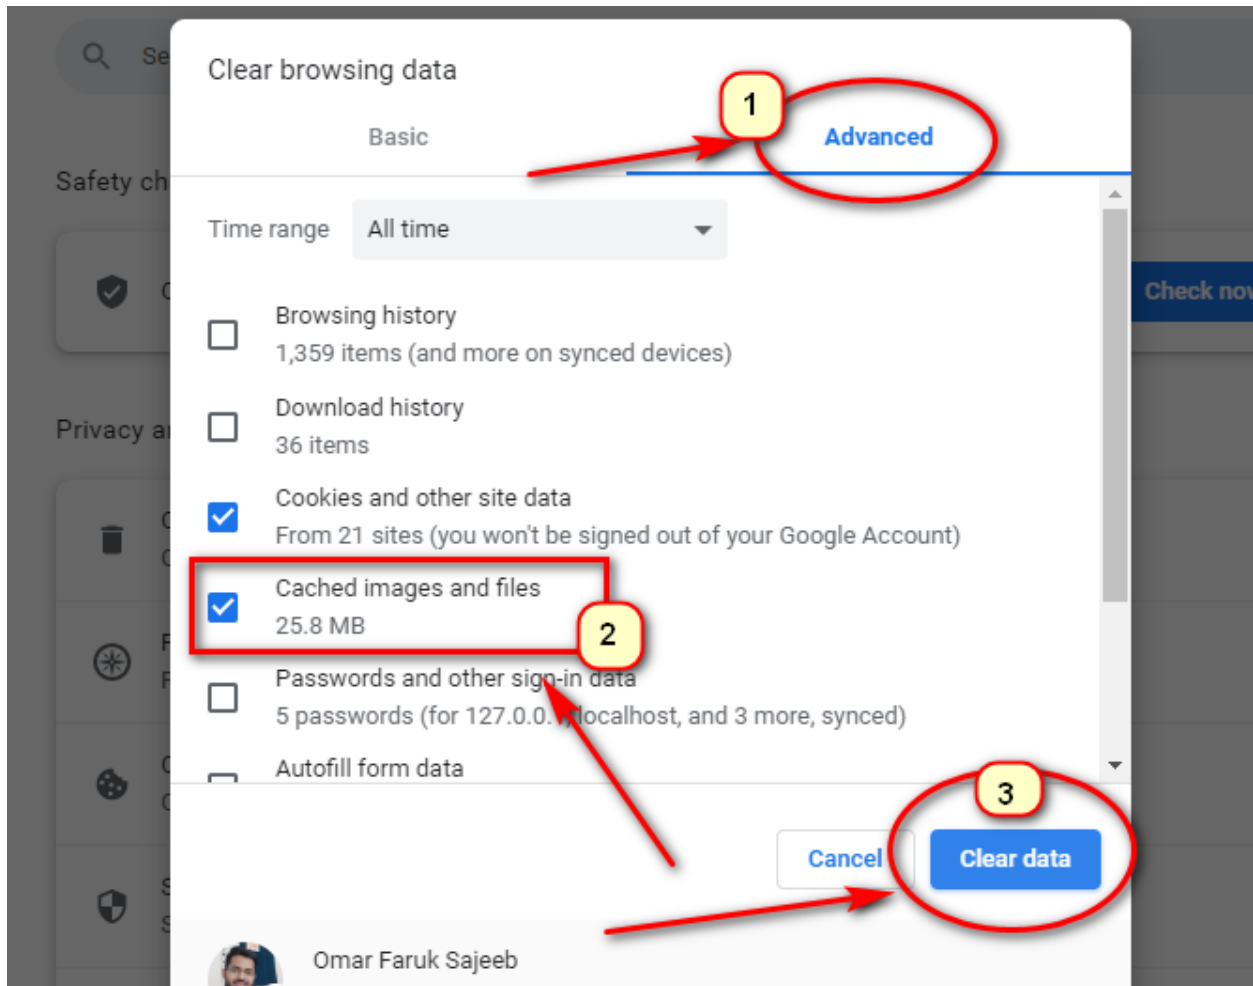 Se
Clear browsing data
1
Basic
Advanced
Safety ch
Time range
All time
Check now
Browsing history
1,359 items (and more on synced devices)
Download history
36 items
Privacy a
Cookies and other site data
From 21 sites (you won't be signed out of your Google Account)
Cached images and files
25.8 MB
2
Passwords and other sign-in data
5 passwords (for 127.0.0. localhost, and 3 more, synced)
Autofill form data
3
Cancel
Clear data
Omar Faruk Sajeeb